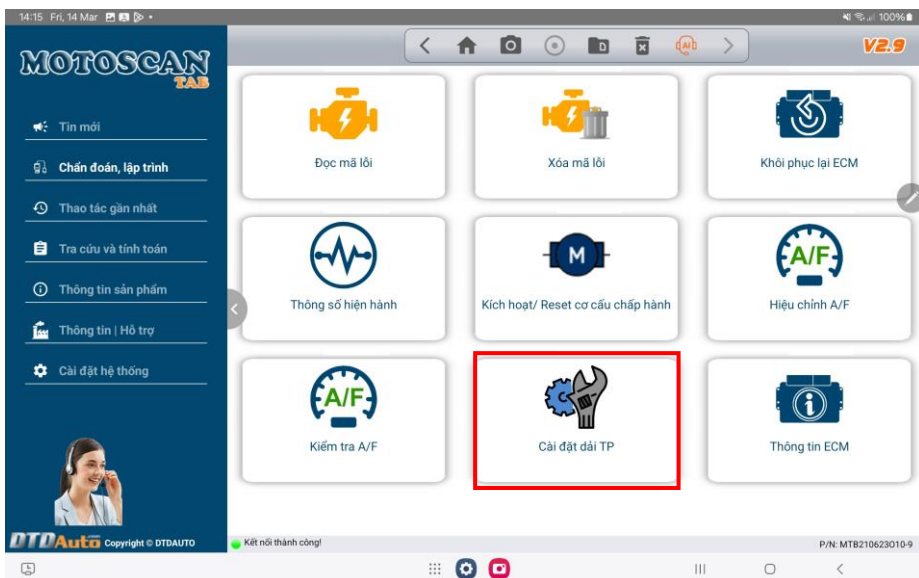 14:15 Fri, 14 Mar
100%
MOTOSCAN
TAB
D
AI
V2.9
Tin mới
Chẩn đoán, lập trình
Thao tác gần nhất
Tra cứu và tính toán
Thông tin sản phẩm
Thông tin | Hỗ trợ
Cài đặt hệ thống
Đọc mã lỗi
Xóa mã lỗi
Khôi phục lại ECM
M
A/F
Thông số hiện hành
Kích hoạt/ Reset cơ cấu chấp hành
Hiệu chỉnh A/F
A/F
Kiểm tra A/F
Cài đặt dải TP
Thông tin ECM
DTDAuto Copyright © DTDAUTO
Kết nối thành công!
P/N: MTB210623010-9